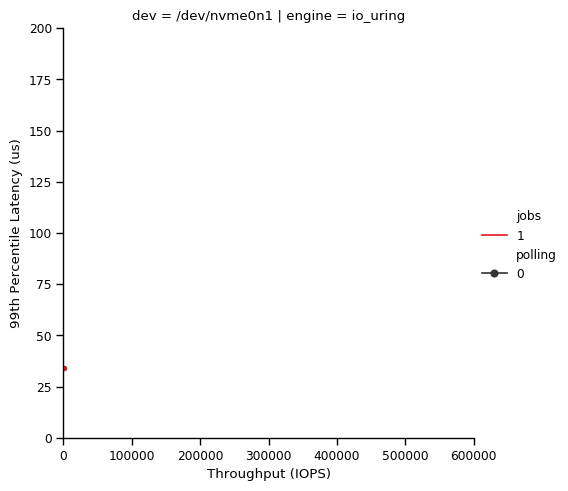 dev = /dev/nvme0n1 | engine = io_uring
200
175
150
125
100
75
50
25
0
99th Percentile Latency (us)
0 100000 200000 300000 400000 500000 600000
Throughput (IOPS)
jobs
1
polling
0